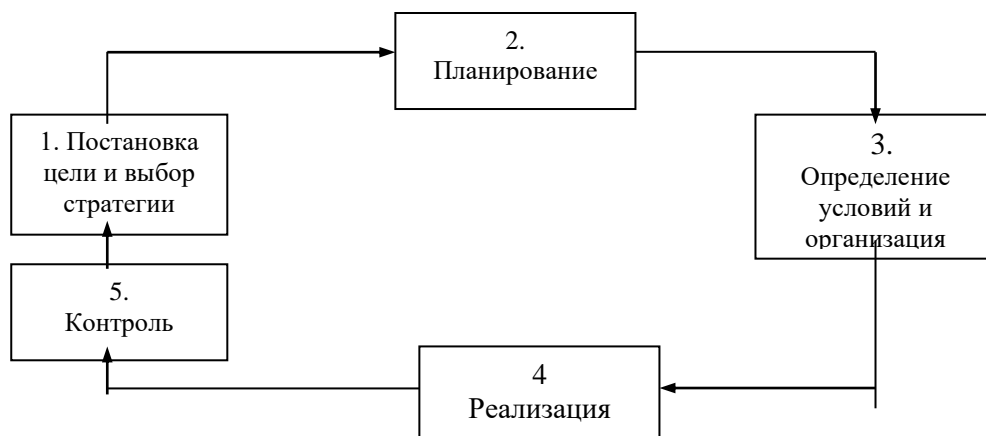 1. Постановка
цели и выбор
стратегии
2.
Планирование
3.
Определение
условий и
организация
4
Реализация
5.
Контроль